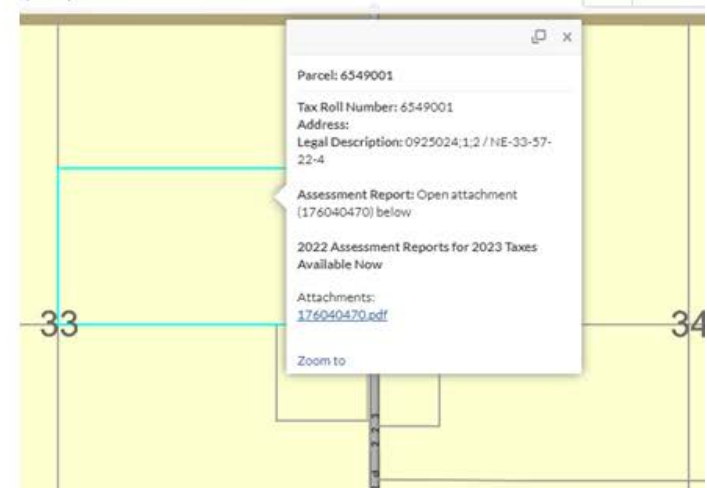 Parcel: 6549001
Tax Roll Number: 6549001
Address:
Legal Description: 0925024;1;2 / NE-33-57-
22-4
Assessment Report: Open attachment
(176040470) below
2022 Assessment Reports for 2023 Taxes
Available Now
Attachments:
176040470.pdf
Zoom to
33
34